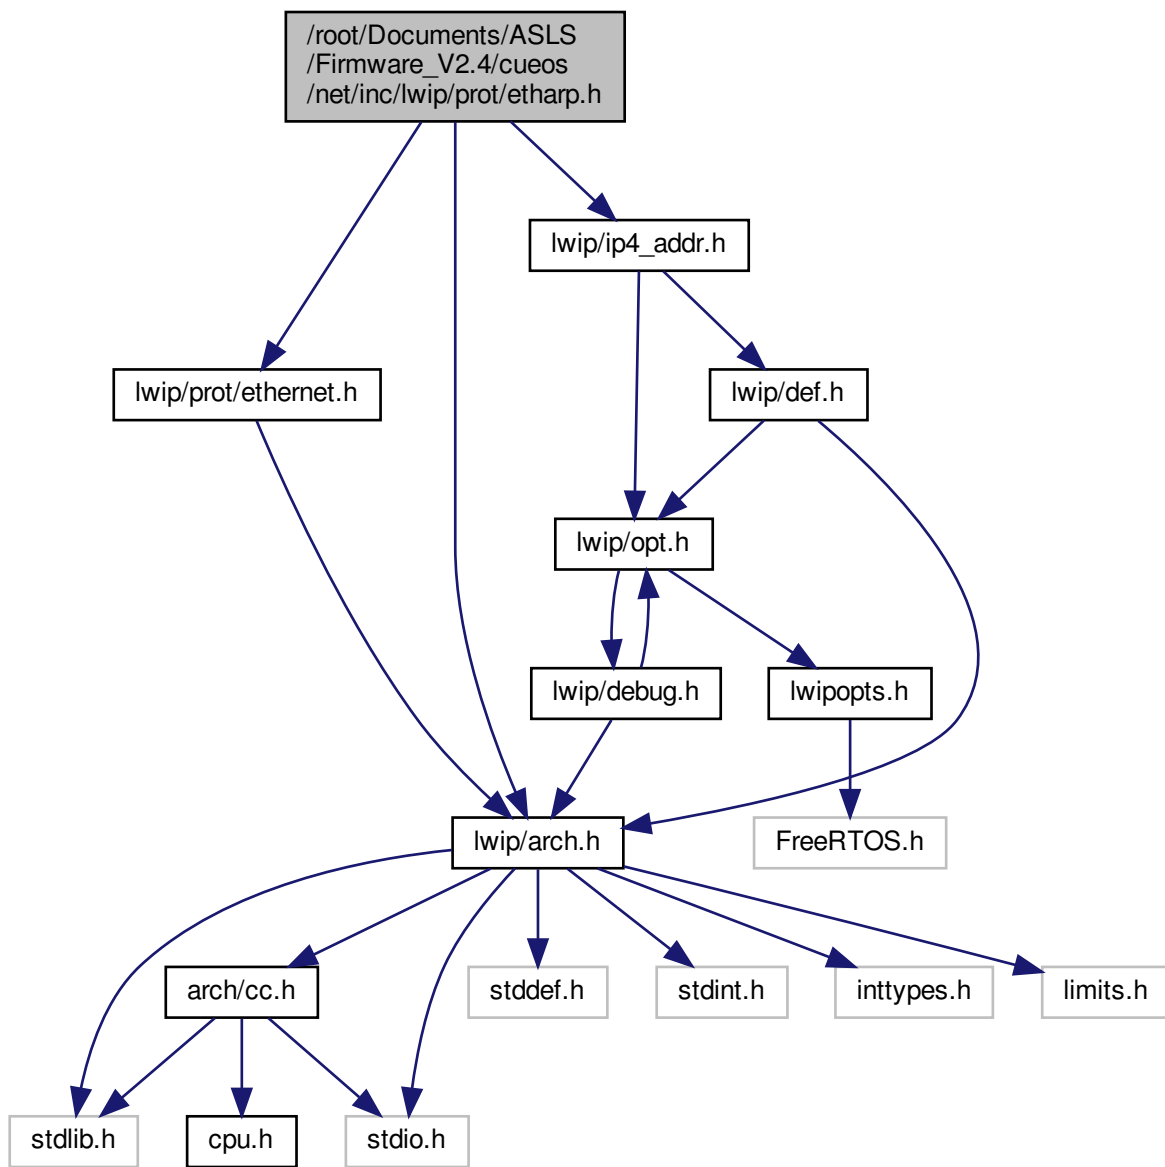 /root/Documents/ASLS
/Firmware_V2.4/cueos
/net/inc/lwip/prot/etharp.h
lwip/ip4_addr.h
lwip/prot/ethernet.h
lwip/def.h
lwip/opt.h
lwip/debug.h
lwipopts.h
lwip/arch.h
FreeRTOS.h
arch/cc.h
stddef.h
stdint.h
inttypes.h
limits.h
stdlib.h
cpu.h
stdio.h